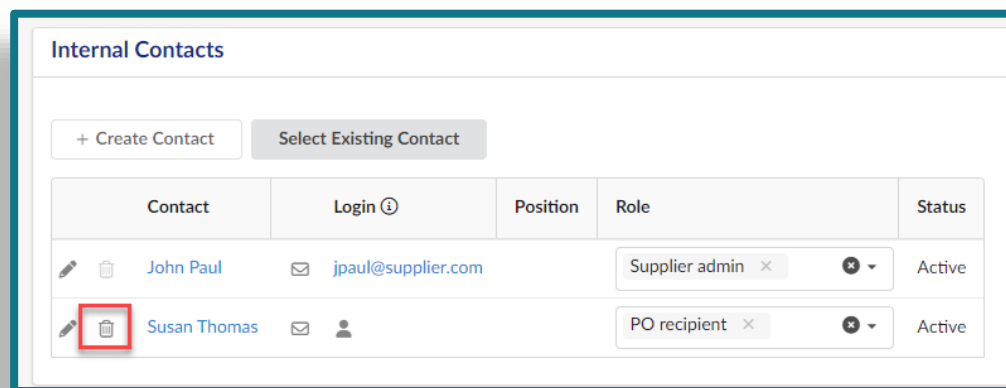 Internal Contacts
+ Create Contact Select Existing Contact
Contact Login Position Role Status
John Paul jpaul@supplier.com Supplier admin Active
Susan Thomas PO recipient Active